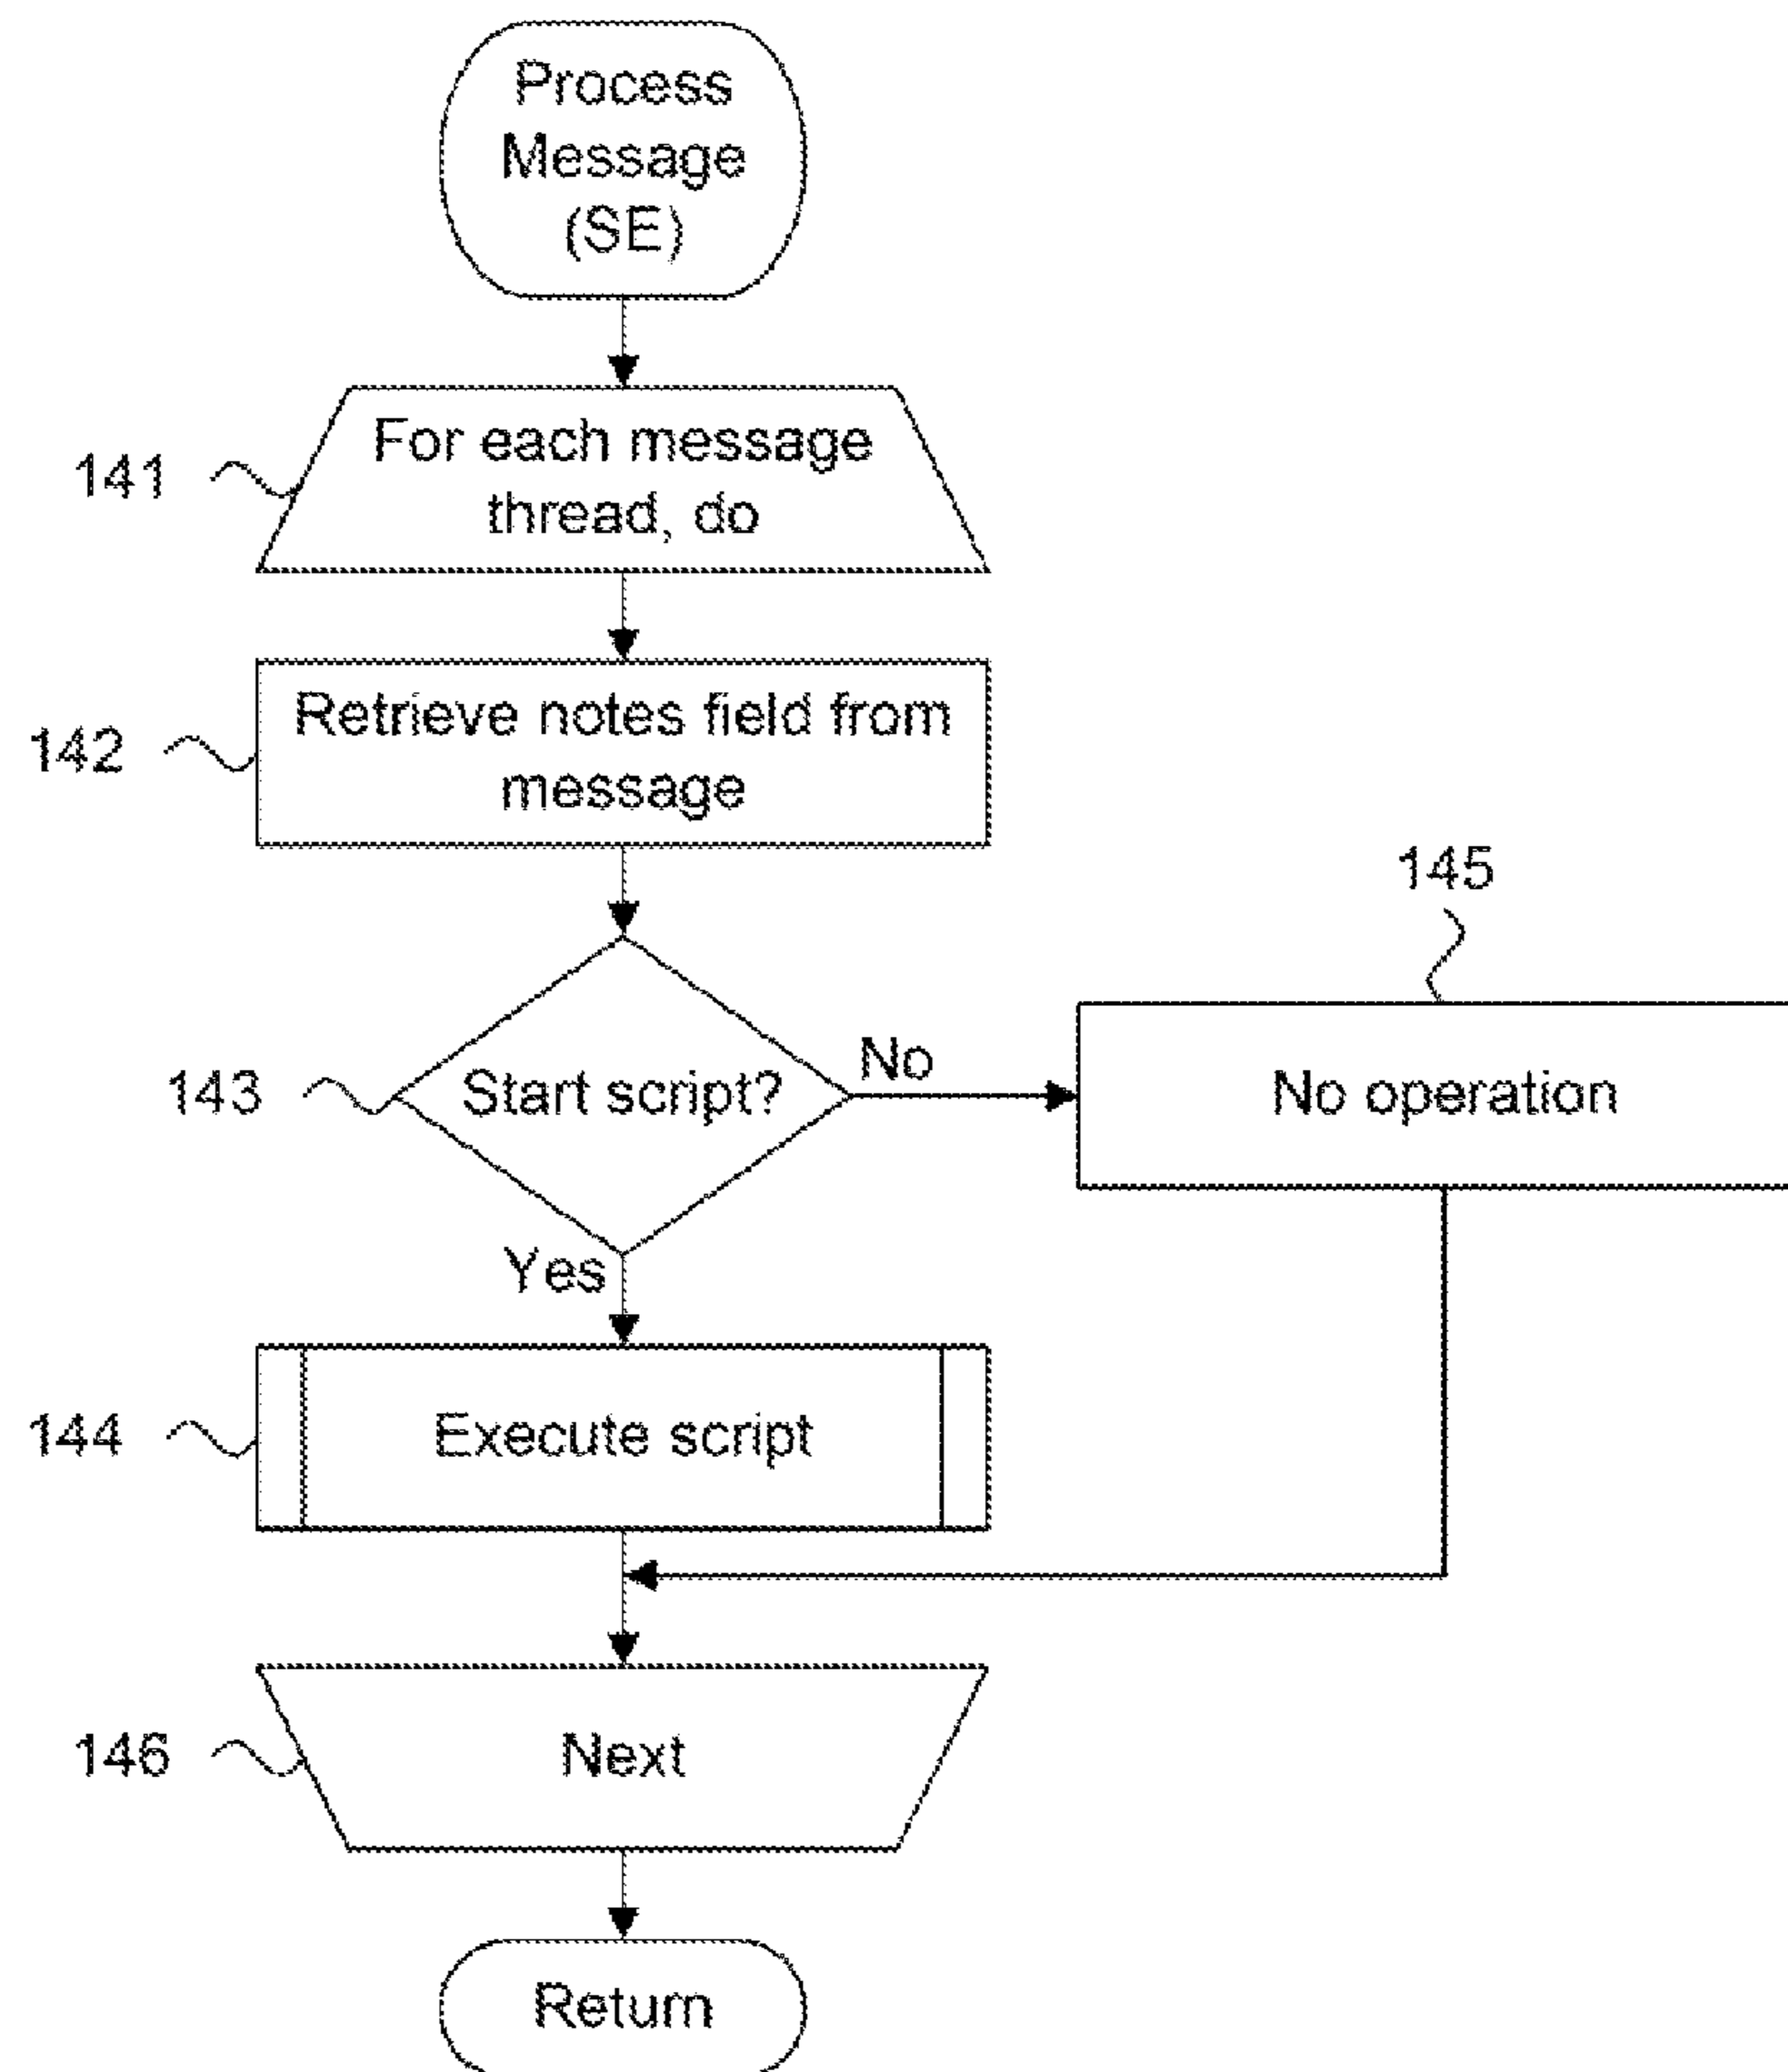 Process
Message
(SE)
141
For each message
thread, do
142
Retrieve notes field from
message
145
143
Start script?
No
No operation
Yes
144
Execute script
146
Next
Return